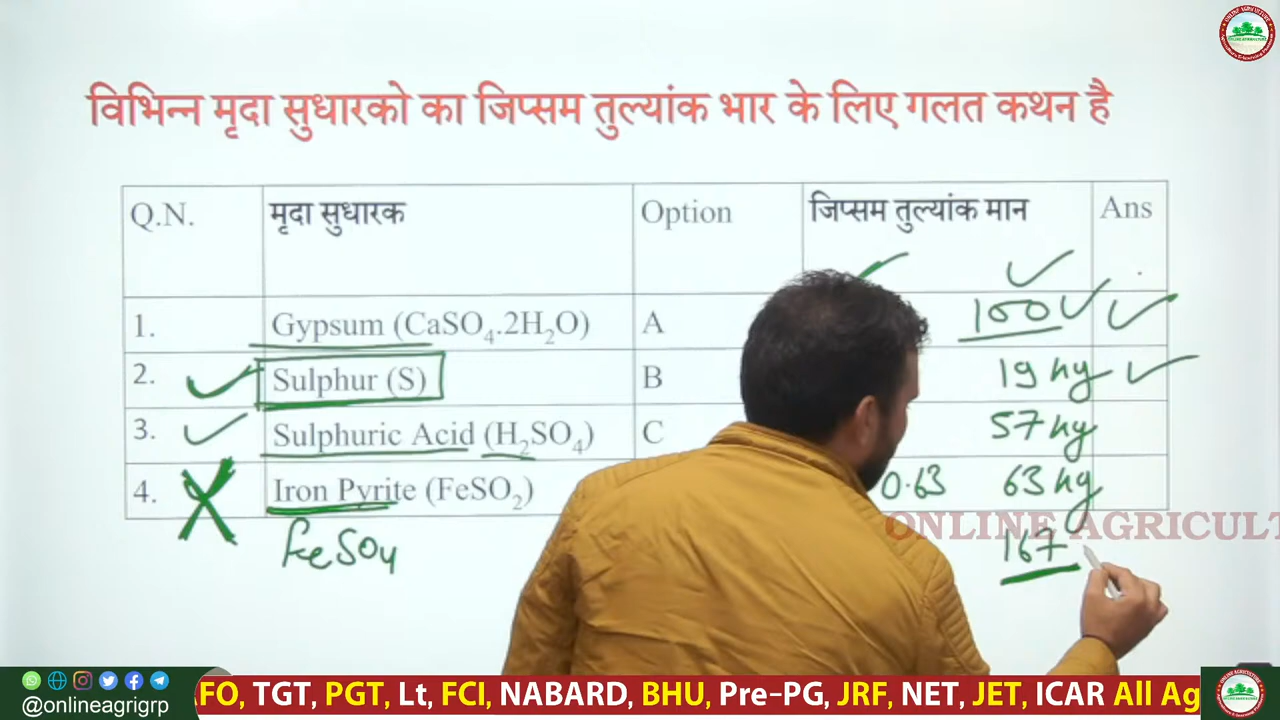 विभिन्न मृदा सुधारको का जिप्सम तुल्यांक भार के लिए गलत कथन है
Q.N. मृदा सुधारक Option जिप्सम तुल्यांक मान Ans
1. Gypsum (CaSO₄.2H₂O) A 100
2. Sulphur (S) B 19 kg
3. Sulphuric Acid (H₂SO₄) C 57 kg
4. Iron Pyrite (FeSO₂) 0.63 63 kg
ONLINE AGRICULT
FeSO4 167
@onlineagrigrp FO, TGT, PGT, Lt, FCI, NABARD, BHU, Pre-PG, JRF, NET, JET, ICAR All Ag